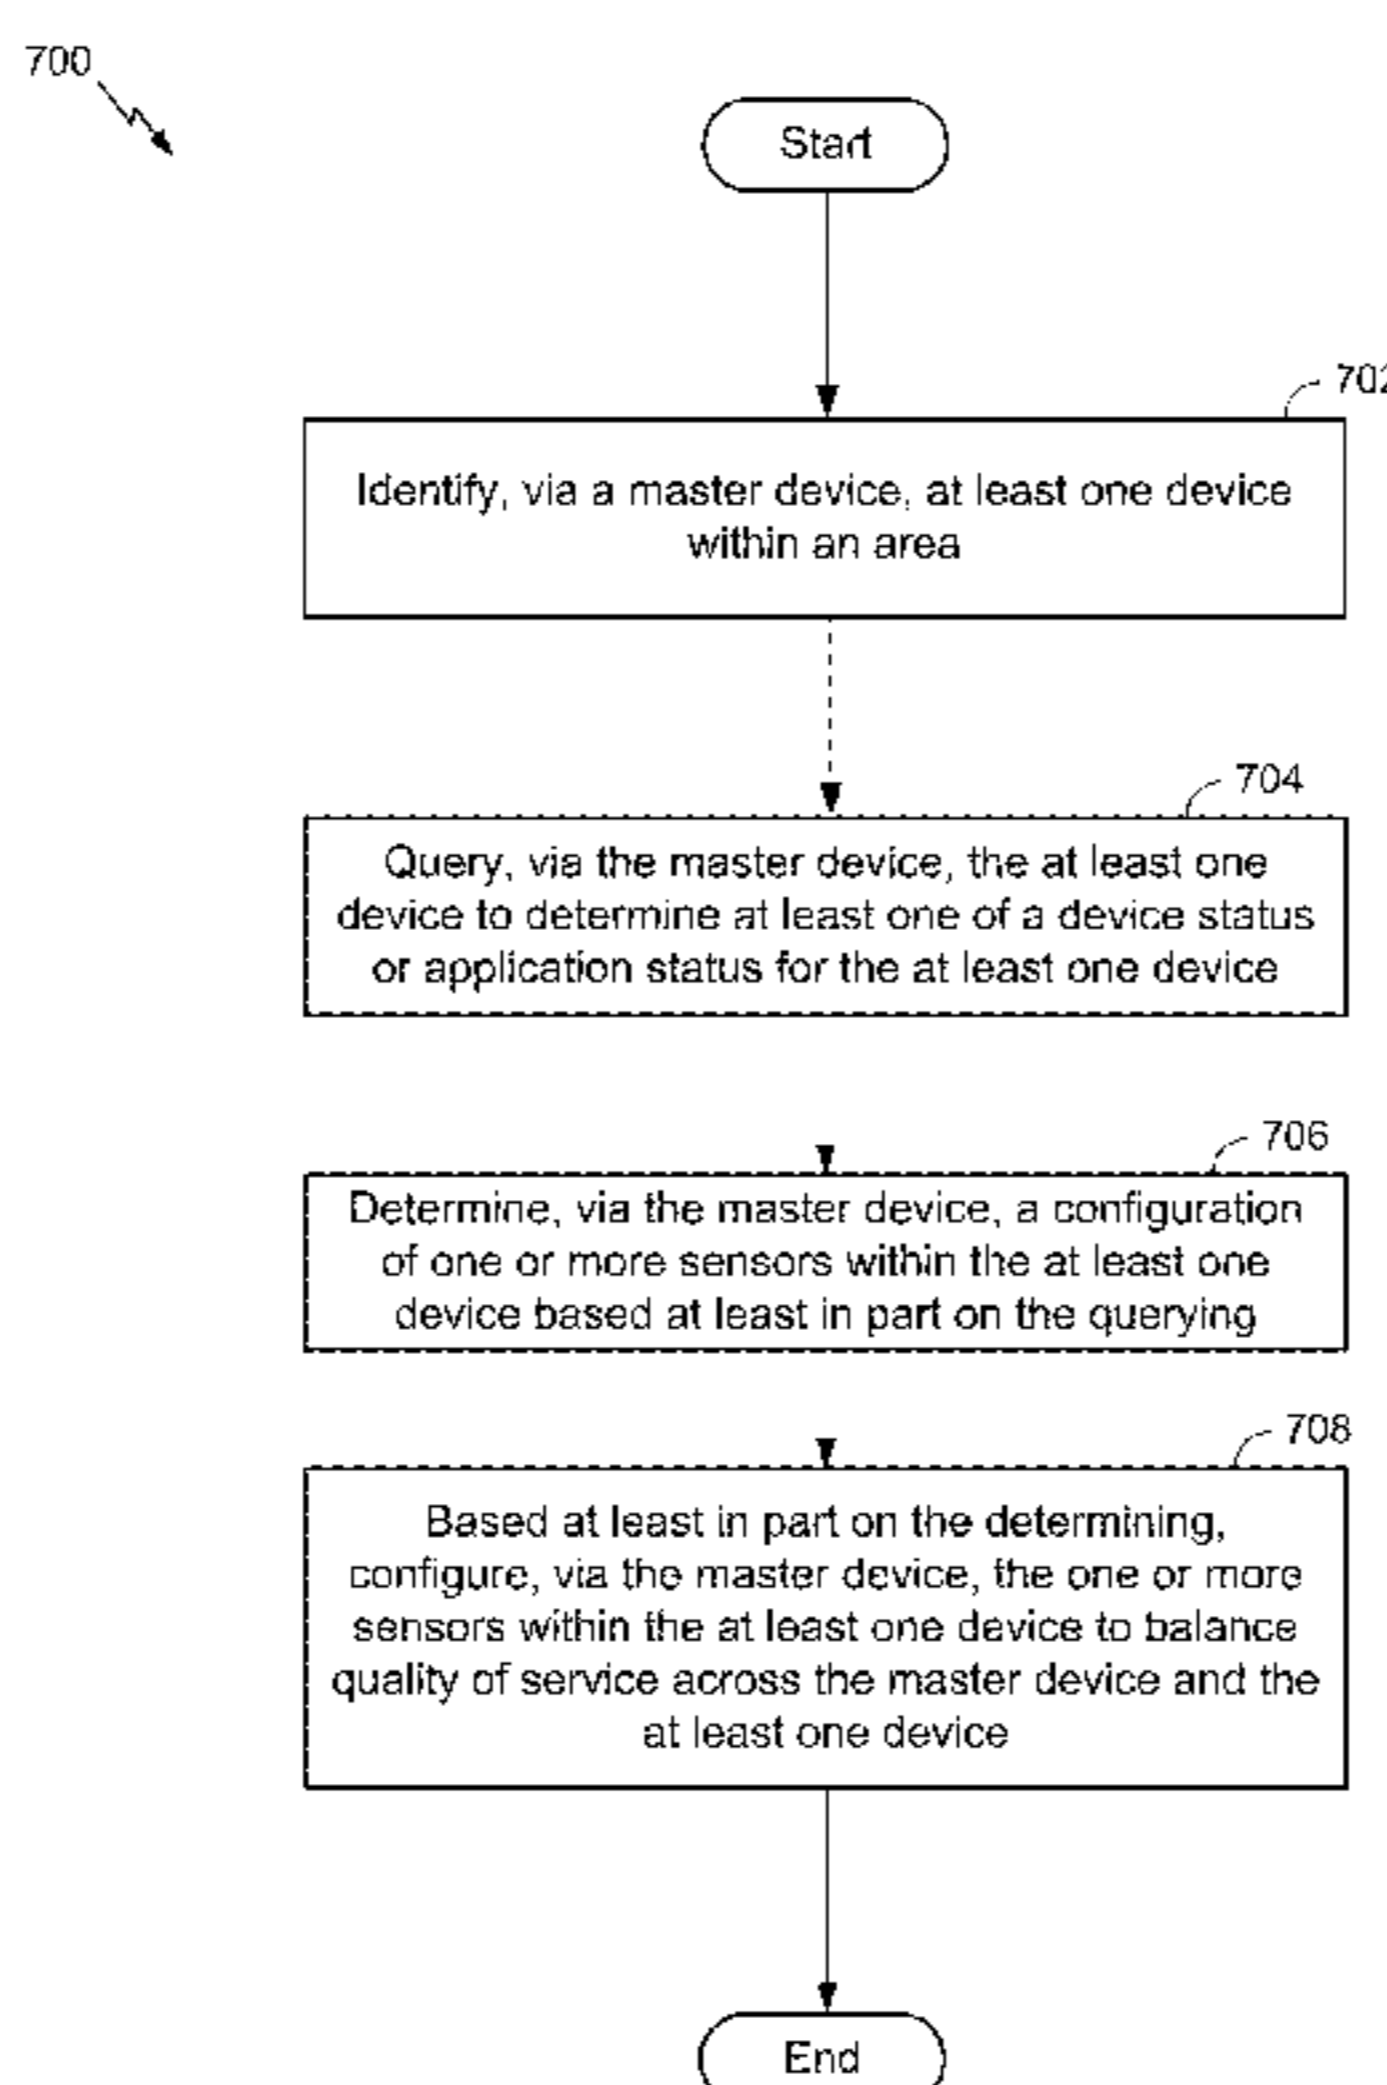 700
Start
702
Identify, via a master device, at least one device
within an area
704
Query, via the master device, the at least one
device to determine at least one of a device status
or application status for the at least one device
706
Determine, via the master device, a configuration
of one or more sensors within the at least one
device based at least in part on the querying
708
Based at least in part on the determining,
configure, via the master device, the one or more
sensors within the at least one device to balance
quality of service across the master device and the
at least one device
End